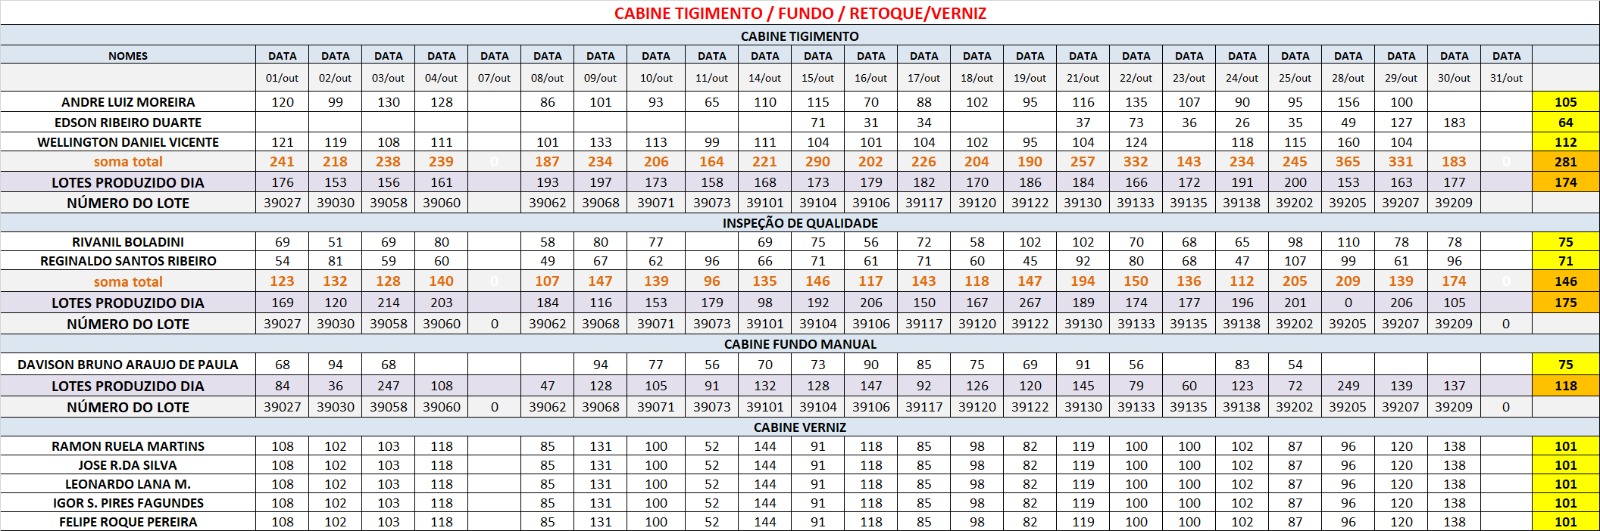 CABINE TIGIMENTO / FUNDO / RETOQUE/VERNIZ
CABINE TIGIMENTO
NOMES DATA DATA DATA DATA DATA DATA DATA DATA DATA DATA DATA DATA DATA DATA DATA DATA DATA DATA DATA DATA DATA DATA DATA DATA
01/out 02/out 03/out 04/out 07/out 08/out 09/out 10/out 11/out 14/out 15/out 16/out 17/out 18/out 19/out 21/out 22/out 23/out 24/out 25/out 28/out 29/out 30/out 31/out
ANDRE LUIZ MOREIRA 120 99 130 128 86 101 93 65 110 115 70 88 102 95 116 135 107 90 95 156 100 105
EDSON RIBEIRO DUARTE 71 31 34 37 73 36 26 35 49 127 183 64
WELLINGTON DANIEL VICENTE 121 119 108 111 101 133 113 99 111 104 101 104 102 95 104 124 118 115 160 104 112
soma total 241 218 238 239 0 187 234 206 164 221 290 202 226 204 190 257 332 143 234 245 365 331 183 0 281
LOTES PRODUZIDO DIA 176 153 156 161 193 197 173 158 168 173 179 182 170 186 184 166 172 191 200 153 163 177 174
NÚMERO DO LOTE 39027 39030 39058 39060 39062 39068 39071 39073 39101 39104 39106 39117 39120 39122 39130 39133 39135 39138 39202 39205 39207 39209
INSPEÇÃO DE QUALIDADE
RIVANIL BOLADINI 69 51 69 80 58 80 77 69 75 56 72 58 102 102 70 68 65 98 110 78 78 75
REGINALDO SANTOS RIBEIRO 54 81 59 60 49 67 62 96 66 71 61 71 60 45 92 80 68 47 107 99 61 96 71
soma total 123 132 128 140 0 107 147 139 96 135 146 117 143 118 147 194 150 136 112 205 209 139 174 0 146
LOTES PRODUZIDO DIA 169 120 214 203 184 116 153 179 98 192 206 150 167 267 189 174 177 196 201 0 206 105 175
NÚMERO DO LOTE 39027 39030 39058 39060 0 39062 39068 39071 39073 39101 39104 39106 39117 39120 39122 39130 39133 39135 39138 39202 39205 39207 39209 0
CABINE FUNDO MANUAL
DAVISON BRUNO ARAUJO DE PAULA 68 94 68 94 77 56 70 73 90 85 75 69 91 56 83 54 75
LOTES PRODUZIDO DIA 84 36 247 108 47 128 105 91 132 128 147 92 126 120 145 79 60 123 72 249 139 137 118
NÚMERO DO LOTE 39027 39030 39058 39060 0 39062 39068 39071 39073 39101 39104 39106 39117 39120 39122 39130 39133 39135 39138 39202 39205 39207 39209 0
CABINE VERNIZ
RAMON RUELA MARTINS 108 102 103 118 85 131 100 52 144 91 118 85 98 82 119 100 100 102 87 96 120 138 101
JOSE R.DA SILVA 108 102 103 118 85 131 100 52 144 91 118 85 98 82 119 100 100 102 87 96 120 138 101
LEONARDO LANA M. 108 102 103 118 85 131 100 52 144 91 118 85 98 82 119 100 100 102 87 96 120 138 101
IGOR S. PIRES FAGUNDES 108 102 103 118 85 131 100 52 144 91 118 85 98 82 119 100 100 102 87 96 120 138 101
FELIPE ROQUE PEREIRA 108 102 103 118 85 131 100 52 144 91 118 85 98 82 119 100 100 102 87 96 120 138 101